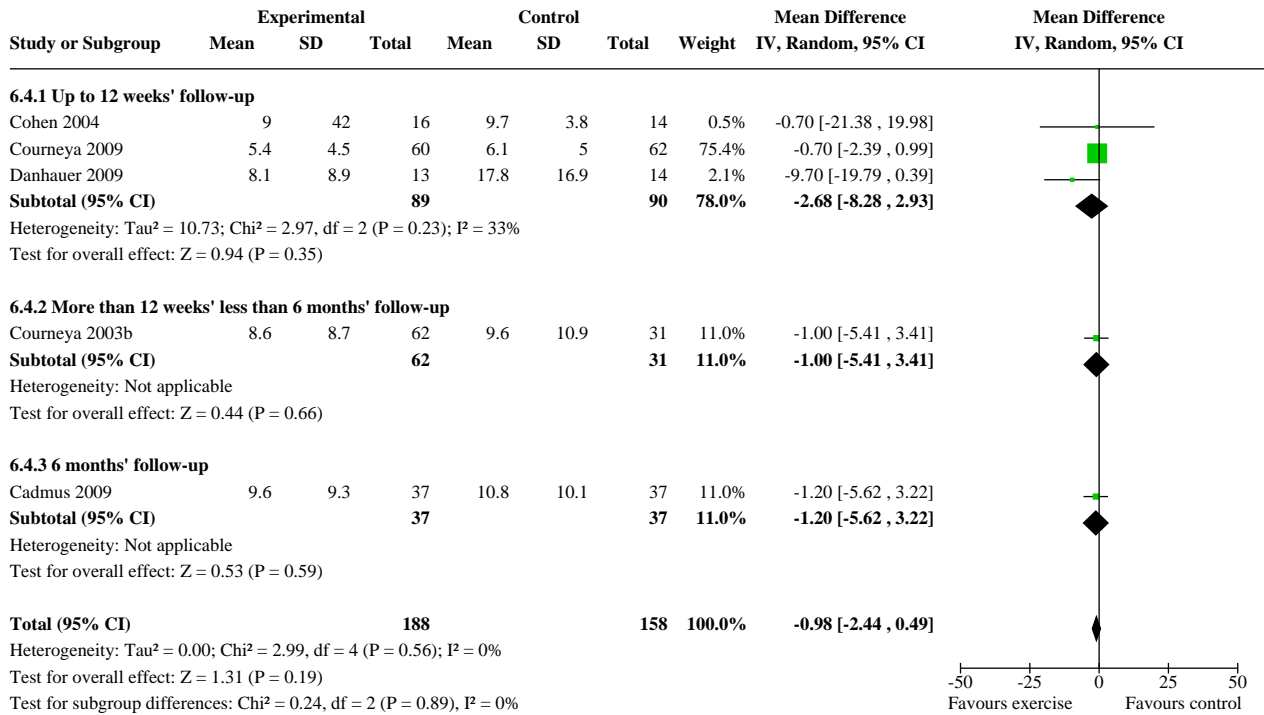 Experimental Control Mean Difference Mean Difference
Study or Subgroup Mean SD Total Mean SD Total Weight IV, Random, 95% CI IV, Random, 95% CI
6.4.1 Up to 12 weeks' follow-up
Cohen 2004 9 42 16 9.7 3.8 14 0.5% -0.70 [-21.38 , 19.98]
Courneya 2009 5.4 4.5 60 6.1 5 62 75.4% -0.70 [-2.39 , 0.99]
Danhauer 2009 8.1 8.9 13 17.8 16.9 14 2.1% -9.70 [-19.79 , 0.39]
Subtotal (95% CI) 89 90 78.0% -2.68 [-8.28 , 2.93]
Heterogeneity: Tau² = 10.73; Chi² = 2.97, df = 2 (P = 0.23); I² = 33%
Test for overall effect: Z = 0.94 (P = 0.35)
6.4.2 More than 12 weeks' less than 6 months' follow-up
Courneya 2003b 8.6 8.7 62 9.6 10.9 31 11.0% -1.00 [-5.41 , 3.41]
Subtotal (95% CI) 62 31 11.0% -1.00 [-5.41 , 3.41]
Heterogeneity: Not applicable
Test for overall effect: Z = 0.44 (P = 0.66)
6.4.3 6 months' follow-up
Cadmus 2009 9.6 9.3 37 10.8 10.1 37 11.0% -1.20 [-5.62 , 3.22]
Subtotal (95% CI) 37 37 11.0% -1.20 [-5.62 , 3.22]
Heterogeneity: Not applicable
Test for overall effect: Z = 0.53 (P = 0.59)
Total (95% CI) 188 158 100.0% -0.98 [-2.44 , 0.49]
Heterogeneity: Tau² = 0.00; Chi² = 2.99, df = 4 (P = 0.56); I² = 0%
Test for overall effect: Z = 1.31 (P = 0.19)
-50 -25 0 25 50
Test for subgroup differences: Chi² = 0.24, df = 2 (P = 0.89), I² = 0%
Favours exercise Favours control